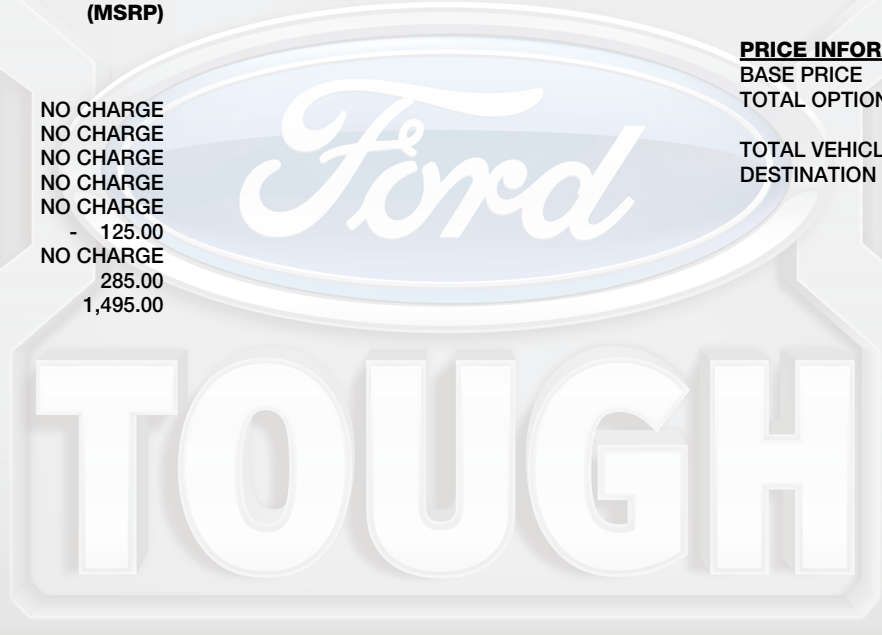 (MSRP)
NO CHARGE
NO CHARGE
NO CHARGE
NO CHARGE
NO CHARGE
- 125.00
NO CHARGE
285.00
1,495.00
PRICE INFOR
BASE PRICE
TOTAL OPTION
TOTAL VEHICL
DESTINATION
Ford
TOUGH